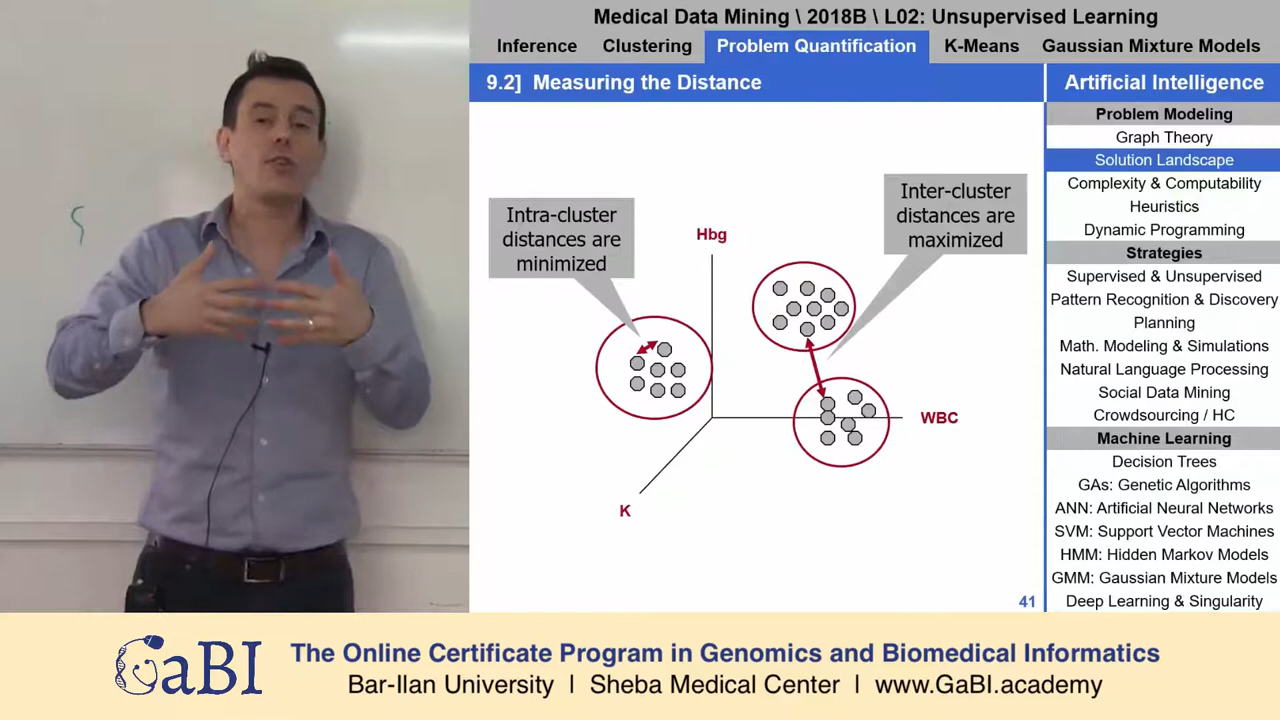 Medical Data Mining \ 2018B \ L02: Unsupervised Learning
Inference Clustering Problem Quantification K-Means Gaussian Mixture Models
9.2] Measuring the Distance
Intra-cluster
distances are
minimized
Inter-cluster
distances are
maximized
Hbg
WBC
K
41
Artificial Intelligence
Problem Modeling
Graph Theory
Solution Landscape
Complexity & Computability
Heuristics
Dynamic Programming
Strategies
Supervised & Unsupervised
Pattern Recognition & Discovery
Planning
Math. Modeling & Simulations
Natural Language Processing
Social Data Mining
Crowdsourcing / HC
Machine Learning
Decision Trees
GAs: Genetic Algorithms
ANN: Artificial Neural Networks
SVM: Support Vector Machines
HMM: Hidden Markov Models
GMM: Gaussian Mixture Models
Deep Learning & Singularity
GaBI
The Online Certificate Program in Genomics and Biomedical Informatics
Bar-Ilan University | Sheba Medical Center | www.GaBI.academy